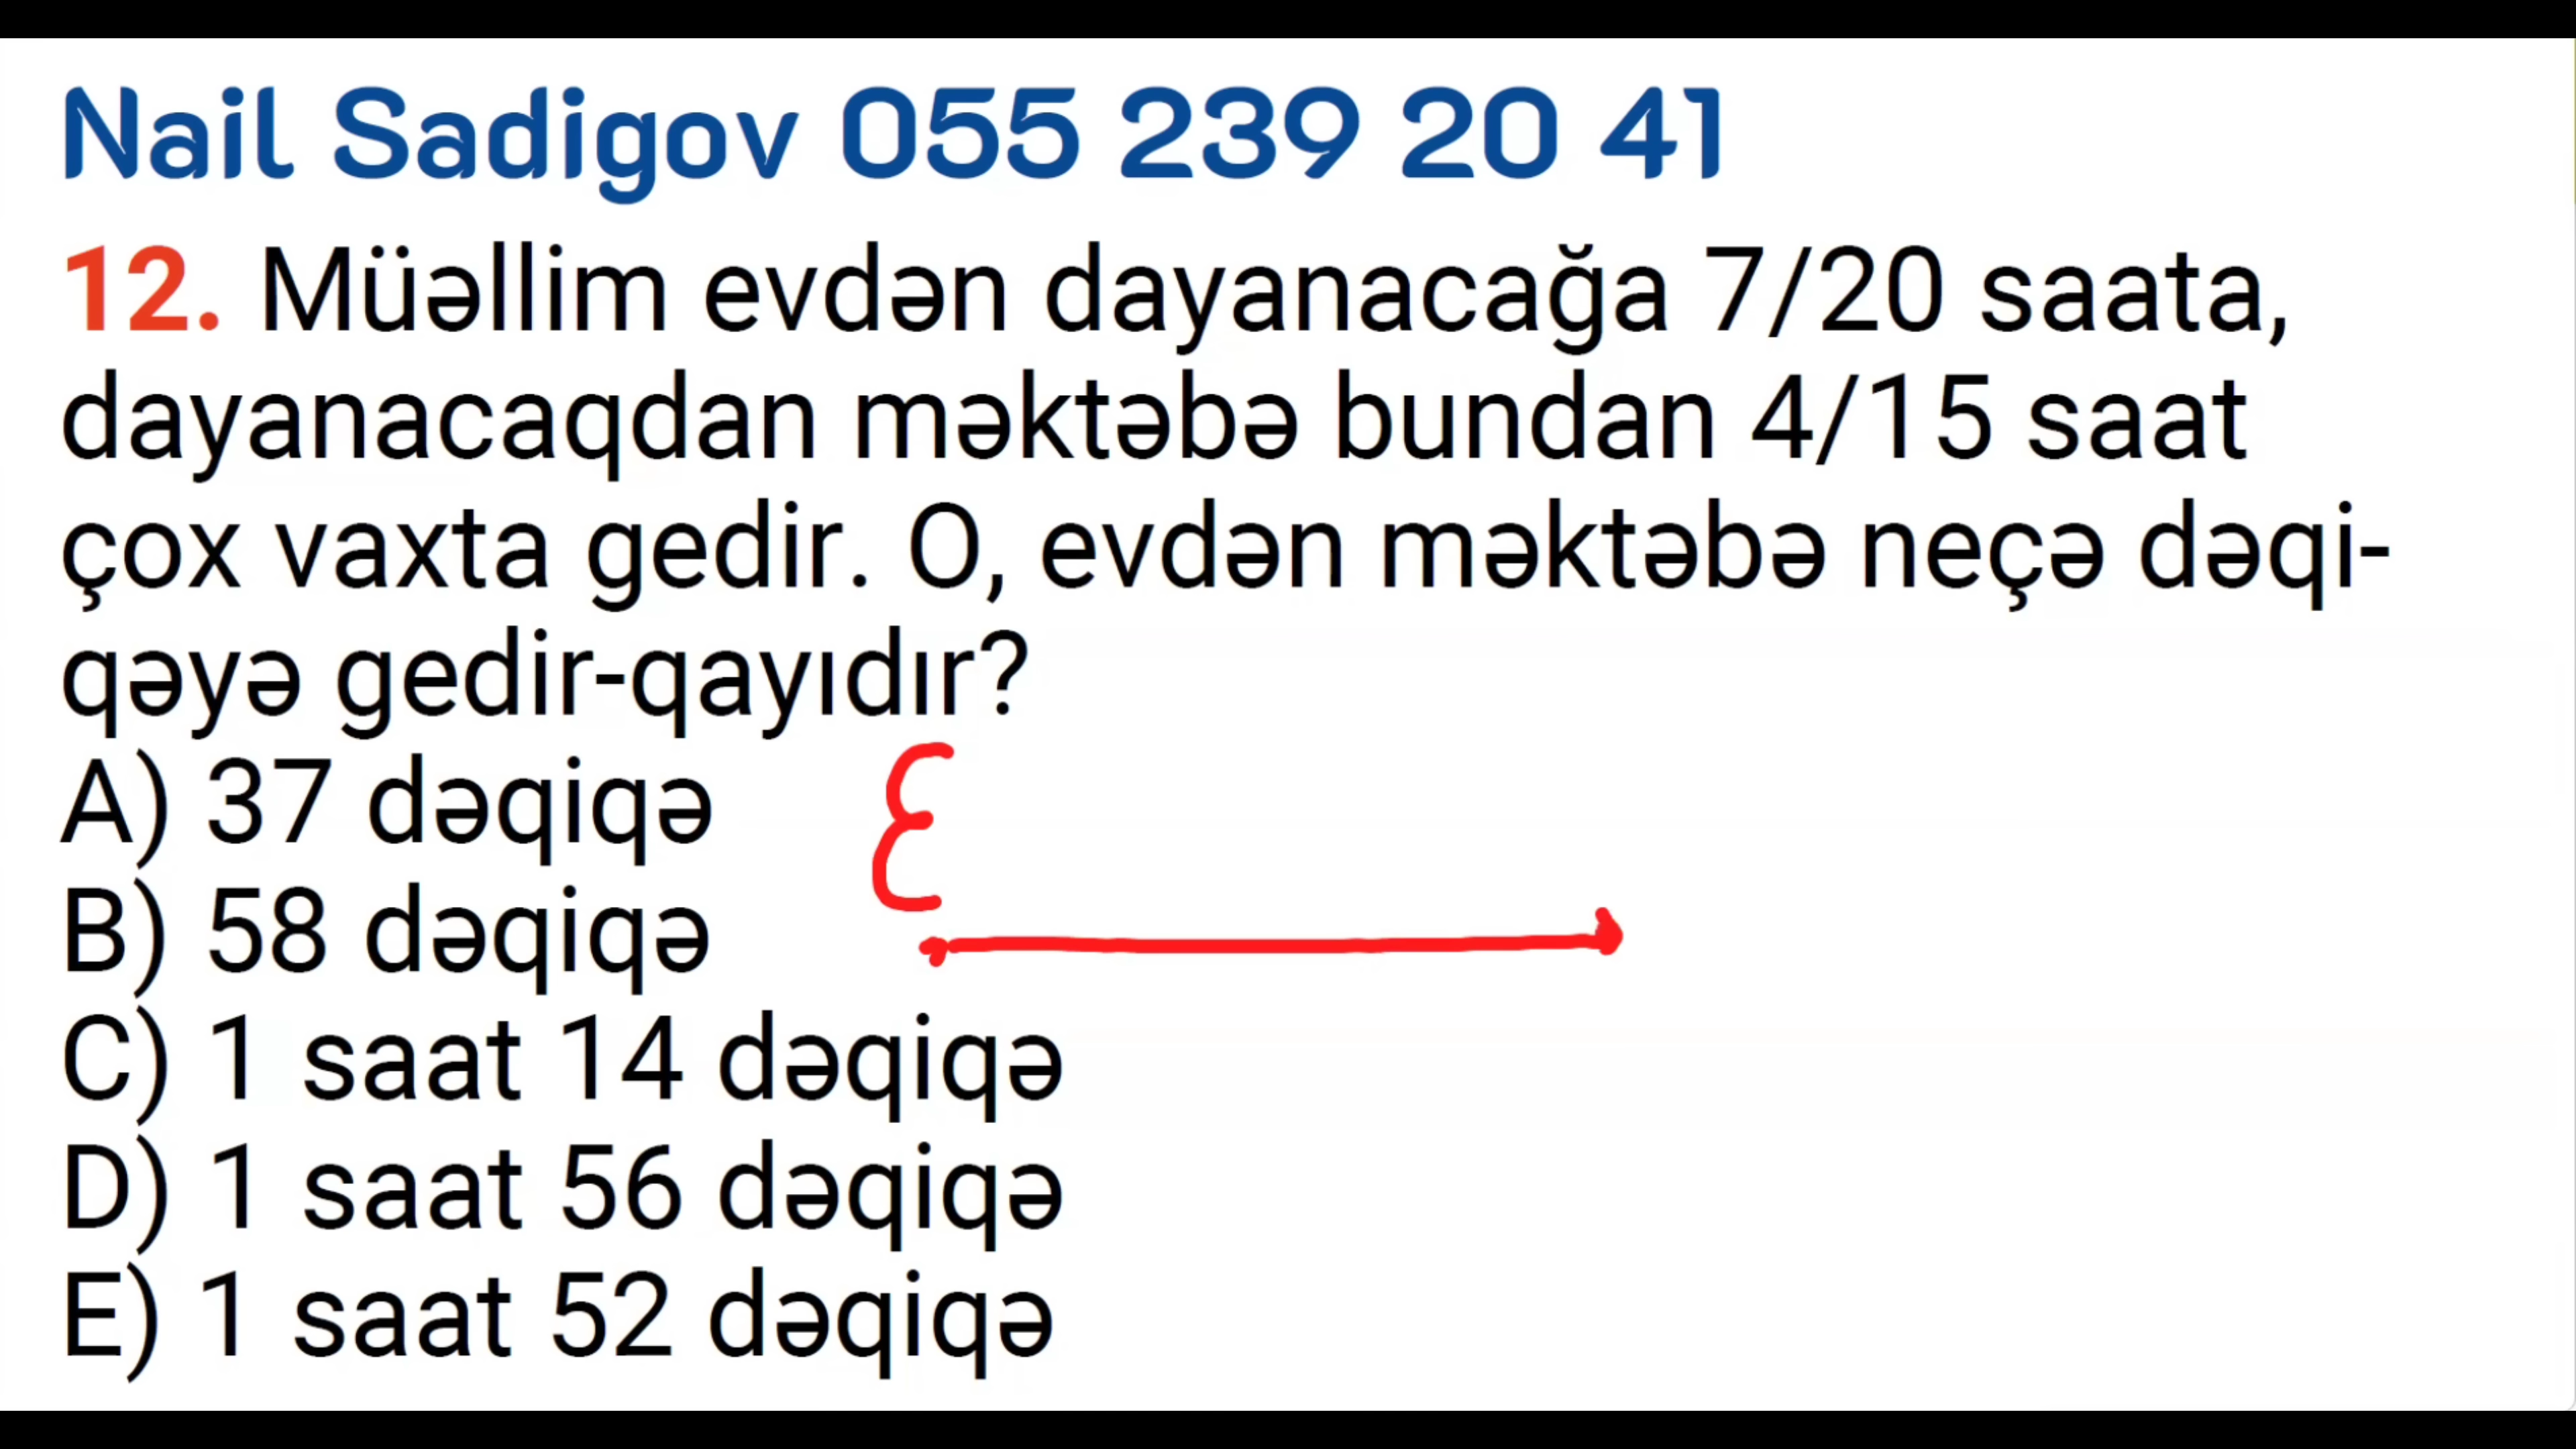 Nail Sadigov 055 239 20 41
12. Müəllim evdən dayanacağa 7/20 saata,
dayanacaqdan məktəbə bundan 4/15 saat
çox vaxta gedir. O, evdən məktəbə neçə dəqi-
qəyə gedir-qayıdır?
A) 37 dəqiqə
B) 58 dəqiqə
C) 1 saat 14 dəqiqə
D) 1 saat 56 dəqiqə
E) 1 saat 52 dəqiqə
E